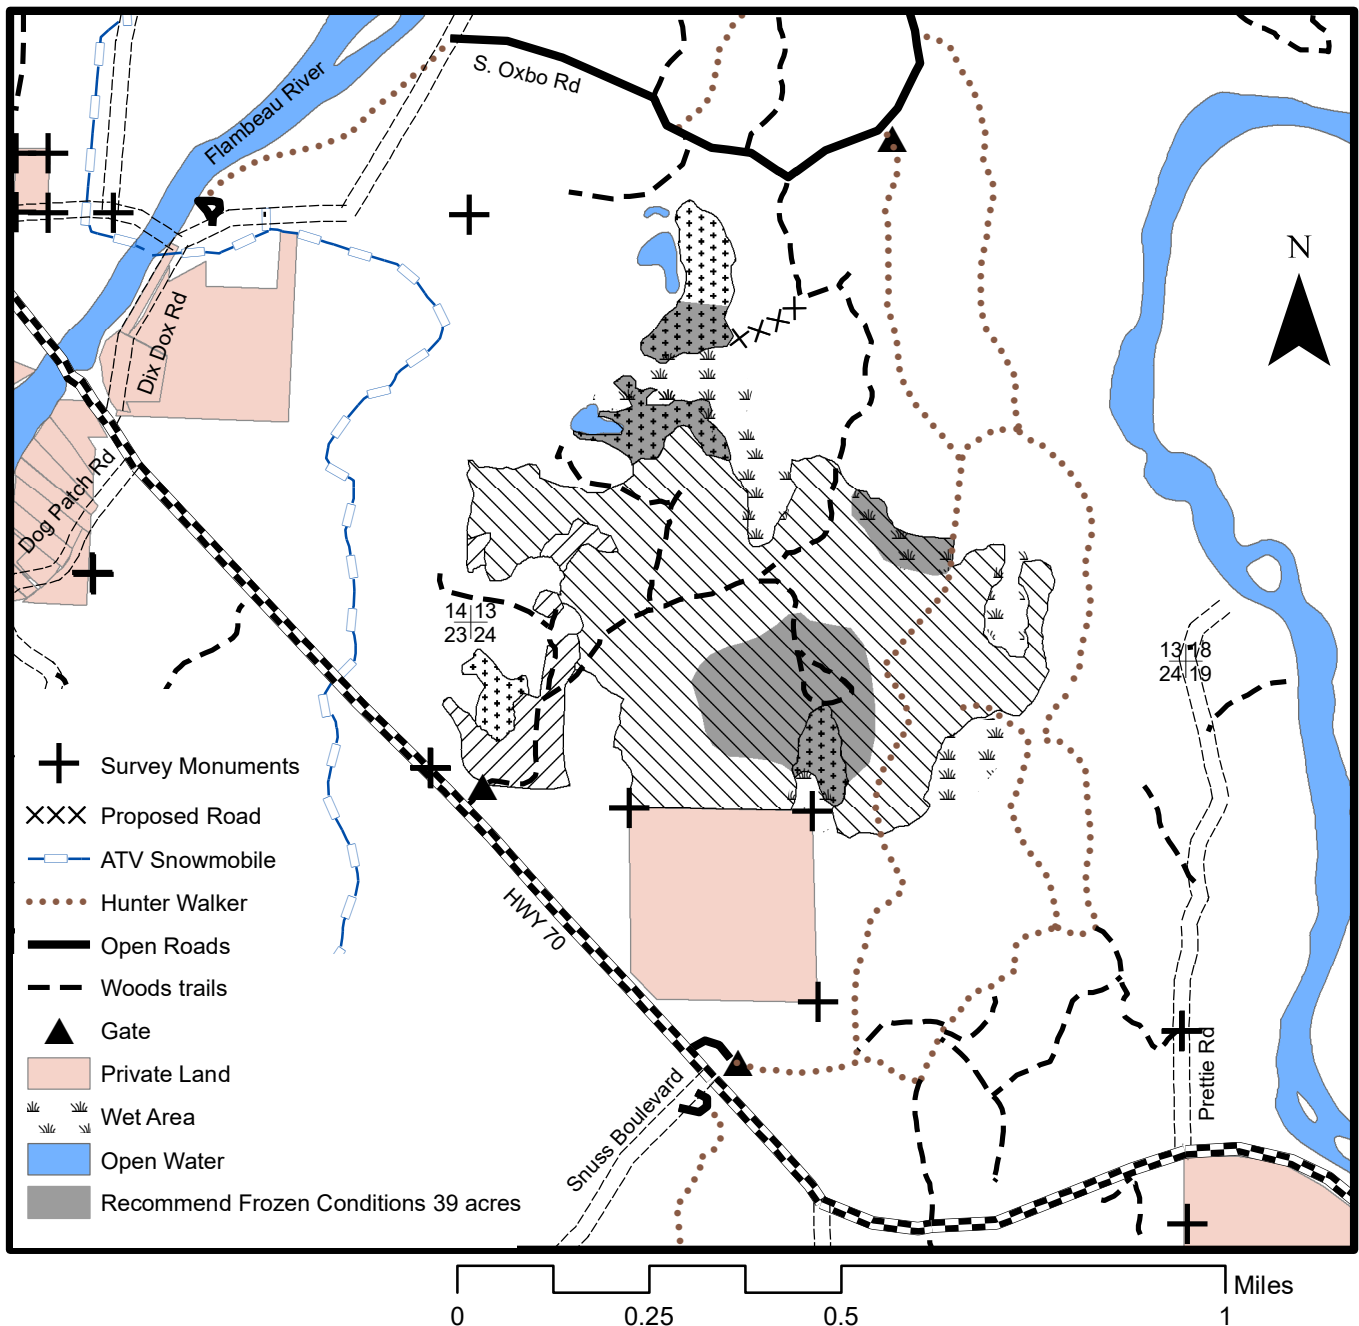 S. Oxbo Rd
Flambeau River
N
Dix Dox Rd
Dog Patch Rd
14 13
23 24
13 18
24 19
Survey Monuments
Proposed Road
ATV Snowmobile
Hunter Walker
HWY 70
Open Roads
Woods trails
Gate
Private Land
Prettie Rd
Snuss Boulevard
Wet Area
Open Water
Recommend Frozen Conditions 39 acres
Miles
0 0.25 0.5 1